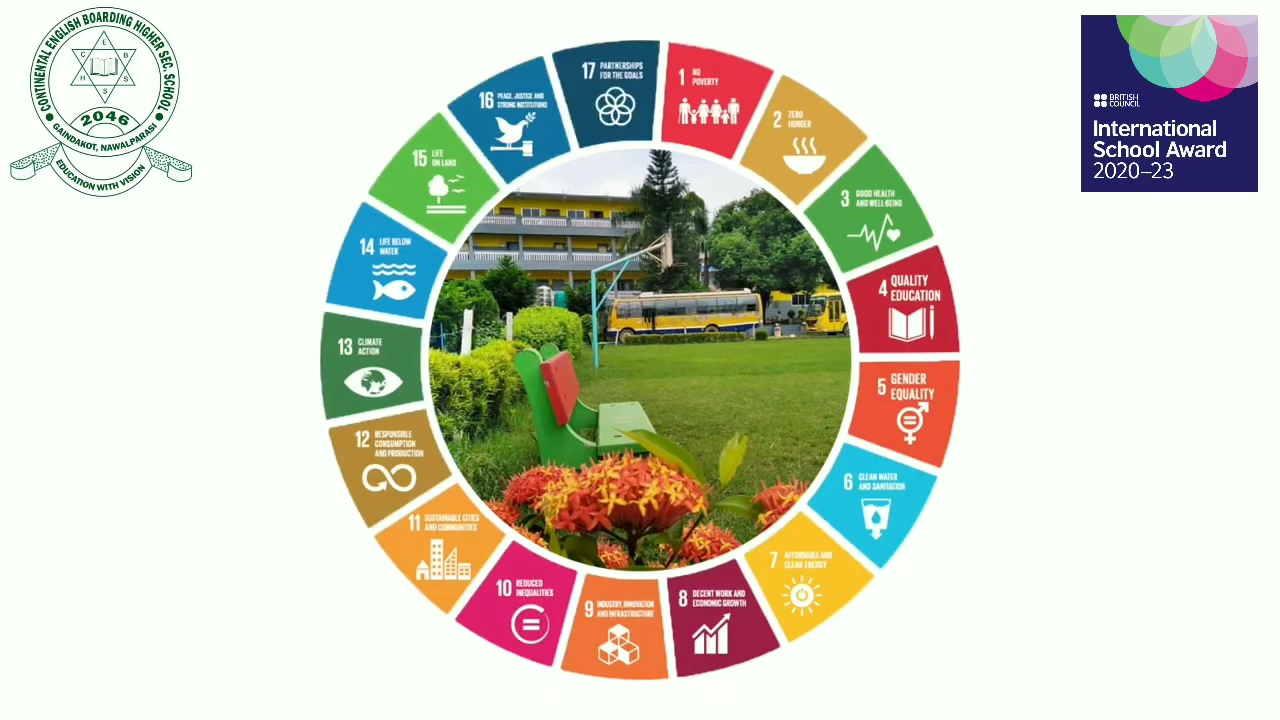 CONTINENTAL ENGLISH BOARDING HIGHER SEC. SCHOOL
E
C B
H S
S
2046
GAINDAKOT, NAWALPARASI
EDUCATION WITH VISION
BRITISH
COUNCIL
International
School Award
2020–23
1 NO
POVERTY
2 ZERO
HUNGER
3 GOOD HEALTH
AND WELL-BEING
4 QUALITY
EDUCATION
5 GENDER
EQUALITY
6 CLEAN WATER
AND SANITATION
7 AFFORDABLE AND
CLEAN ENERGY
8 DECENT WORK AND
ECONOMIC GROWTH
9 INDUSTRY, INNOVATION
AND INFRASTRUCTURE
10 REDUCED
INEQUALITIES
11 SUSTAINABLE CITIES
AND COMMUNITIES
12 RESPONSIBLE
CONSUMPTION
AND PRODUCTION
13 CLIMATE
ACTION
14 LIFE BELOW
WATER
15 LIFE
ON LAND
16 PEACE, JUSTICE AND
STRONG INSTITUTIONS
17 PARTNERSHIPS
FOR THE GOALS